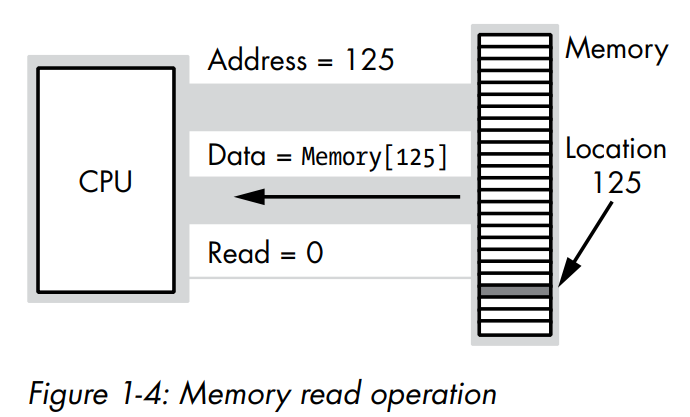 Address = 125
Memory
Data = Memory[125]
Location
125
CPU
Read = 0
Figure 1-4: Memory read operation